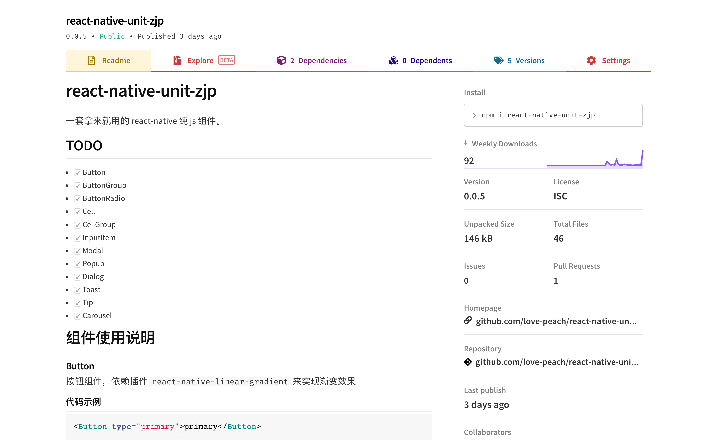 react-native-unit-zjp
0.0.5 • Public • Published 3 days ago
Readme
Explore BETA
2 Dependencies
0 Dependents
5 Versions
Settings
react-native-unit-zjp
一套拿来就用的 react-native 纯 js 组件。
TODO
Button
ButtonGroup
ButtonRadio
Cell
CellGroup
InputItem
Modal
Popup
Dialog
Toast
Tip
Carousel
组件使用说明
Button
按钮组件，依赖插件 react-native-linear-gradient 来实现渐变效果
代码示例
<Button type="primary">primary</Button>
Install
> npm i react-native-unit-zjp
Weekly Downloads
92
Version
License
0.0.5
ISC
Unpacked Size
Total Files
146 kB
46
Issues
Pull Requests
0
1
Homepage
github.com/love-peach/react-native-un...
Repository
github.com/love-peach/react-native-uni...
Last publish
3 days ago
Collaborators